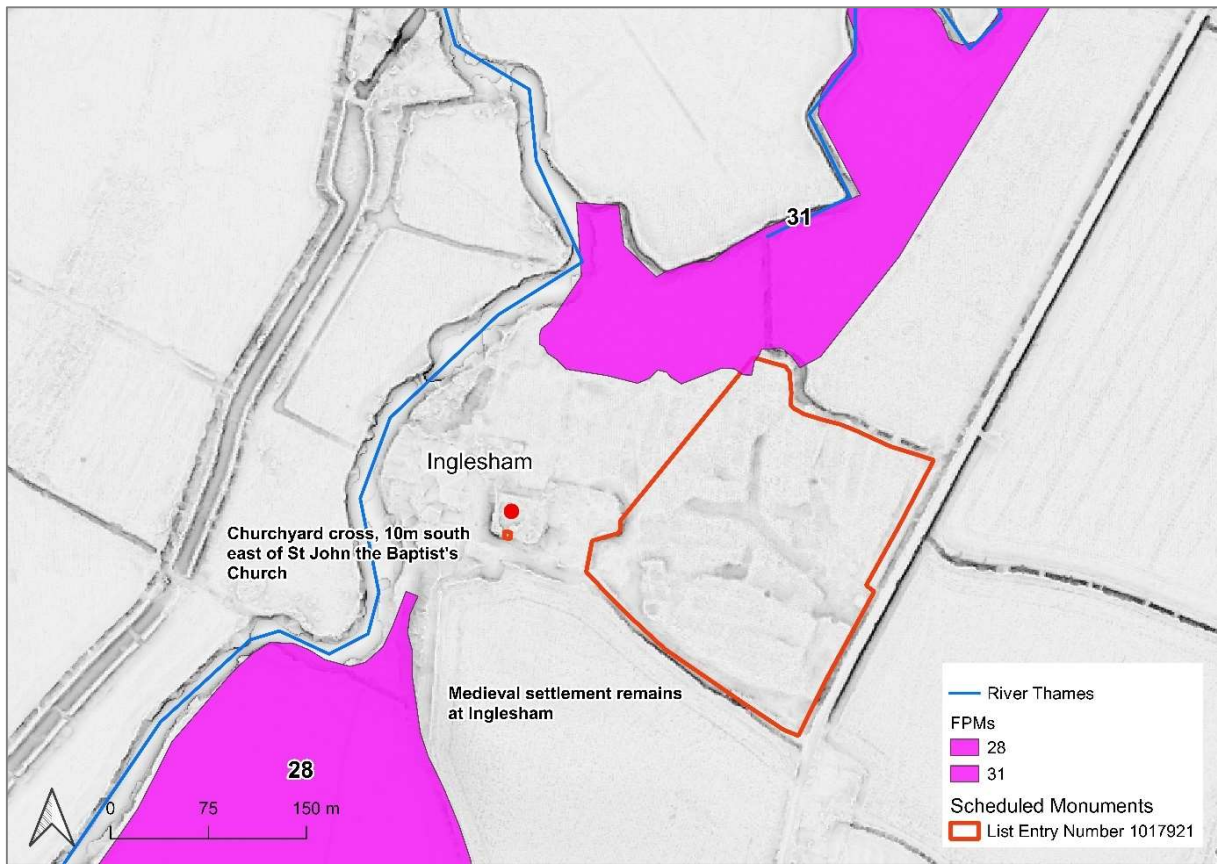 31
Inglesham
Churchyard cross, 10m south
east of St John the Baptist's
Church
Medieval settlement remains
at Inglesham
28
0 75 150 m
River Thames
FPMs
28
31
Scheduled Monuments
List Entry Number 1017921